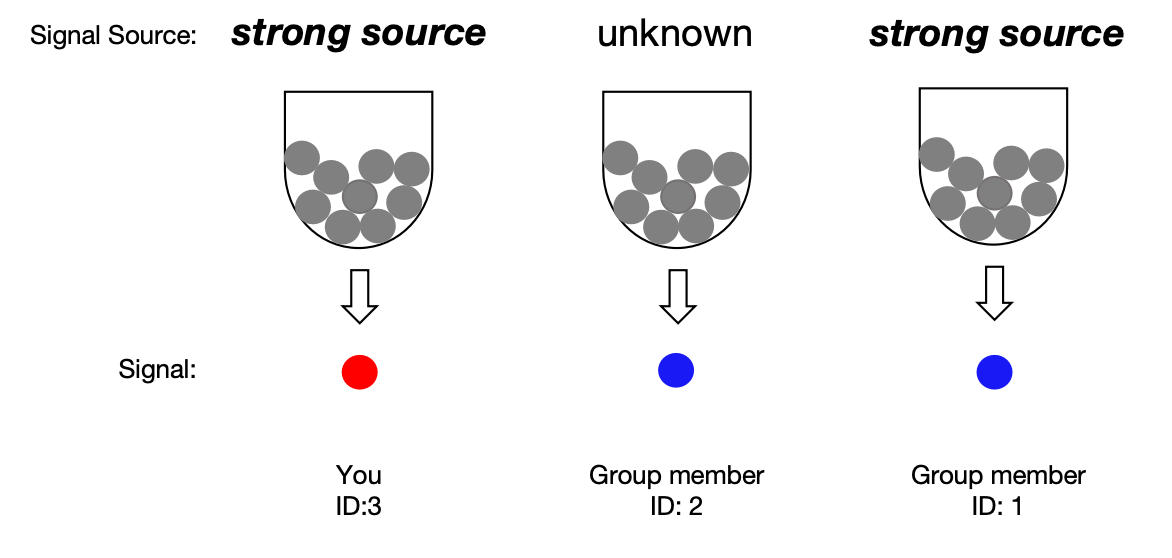 Signal Source: strong source unknown strong source
Signal:
You Group member Group member
ID:3 ID: 2 ID: 1